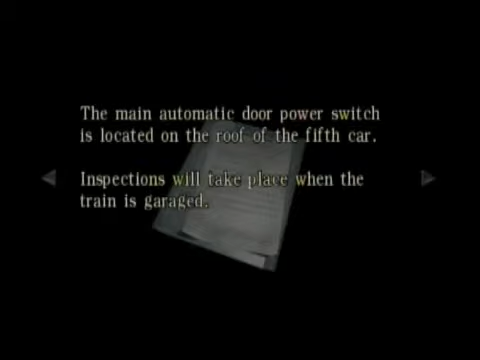 The main automatic door power switch
is located on the roof of the fifth car.
Inspections will take place when the
train is garaged.